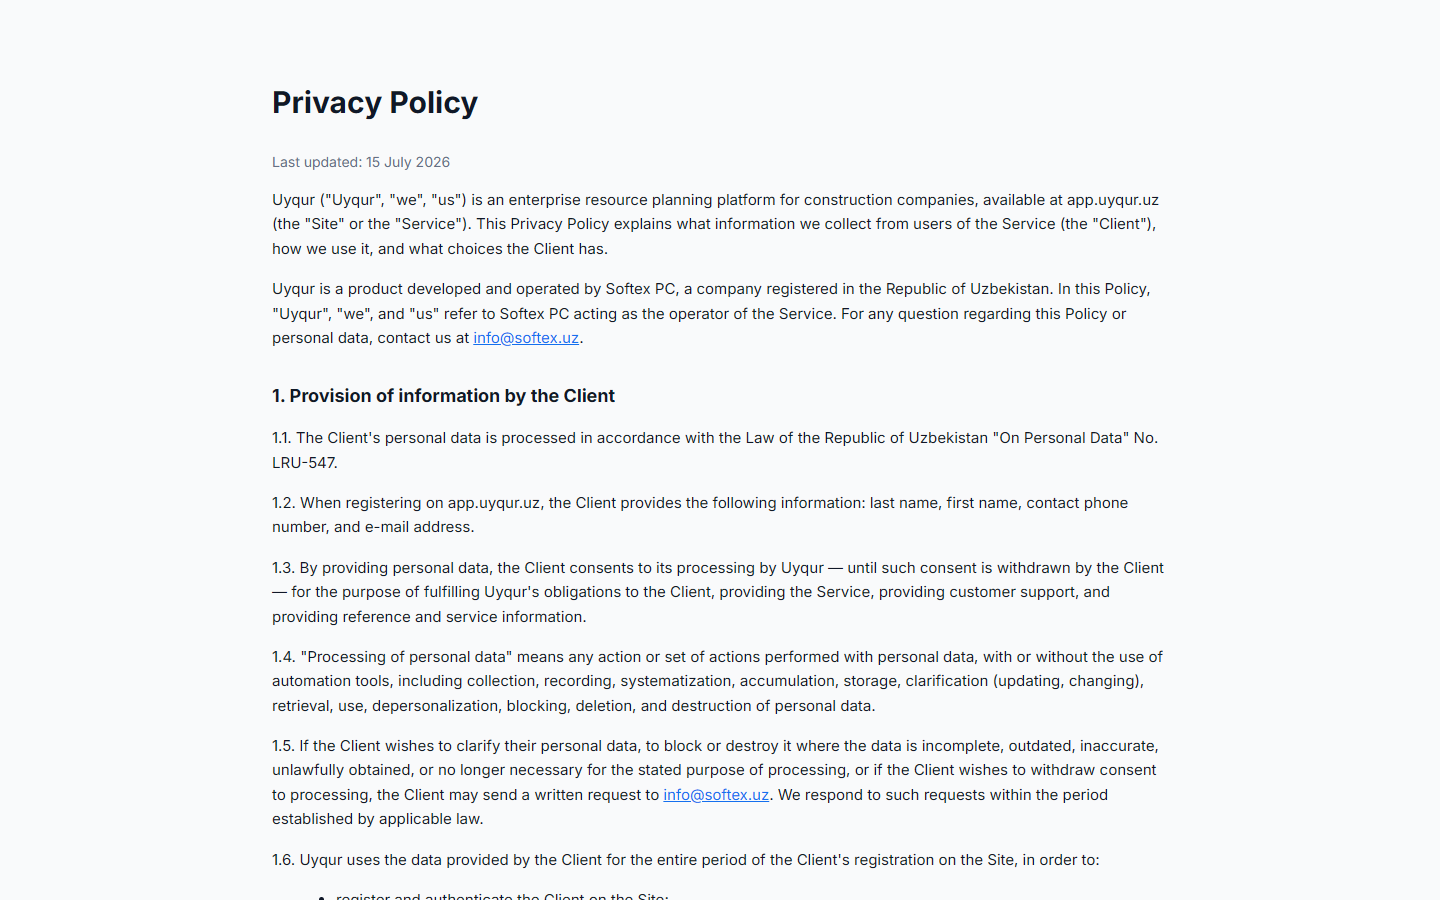 Privacy Policy
Last updated: 15 July 2026
Uyqur ("Uyqur", "we", "us") is an enterprise resource planning platform for construction companies, available at app.uyqur.uz
(the "Site" or the "Service"). This Privacy Policy explains what information we collect from users of the Service (the "Client"),
how we use it, and what choices the Client has.
Uyqur is a product developed and operated by Softex PC, a company registered in the Republic of Uzbekistan. In this Policy,
"Uyqur", "we", and "us" refer to Softex PC acting as the operator of the Service. For any question regarding this Policy or
personal data, contact us at info@softex.uz.
1. Provision of information by the Client
1.1. The Client's personal data is processed in accordance with the Law of the Republic of Uzbekistan "On Personal Data" No.
LRU-547.
1.2. When registering on app.uyqur.uz, the Client provides the following information: last name, first name, contact phone
number, and e-mail address.
1.3. By providing personal data, the Client consents to its processing by Uyqur — until such consent is withdrawn by the Client
— for the purpose of fulfilling Uyqur's obligations to the Client, providing the Service, providing customer support, and
providing reference and service information.
1.4. "Processing of personal data" means any action or set of actions performed with personal data, with or without the use of
automation tools, including collection, recording, systematization, accumulation, storage, clarification (updating, changing),
retrieval, use, depersonalization, blocking, deletion, and destruction of personal data.
1.5. If the Client wishes to clarify their personal data, to block or destroy it where the data is incomplete, outdated, inaccurate,
unlawfully obtained, or no longer necessary for the stated purpose of processing, or if the Client wishes to withdraw consent
to processing, the Client may send a written request to info@softex.uz. We respond to such requests within the period
established by applicable law.
1.6. Uyqur uses the data provided by the Client for the entire period of the Client's registration on the Site, in order to:
• register and authenticate the Client on the Site;